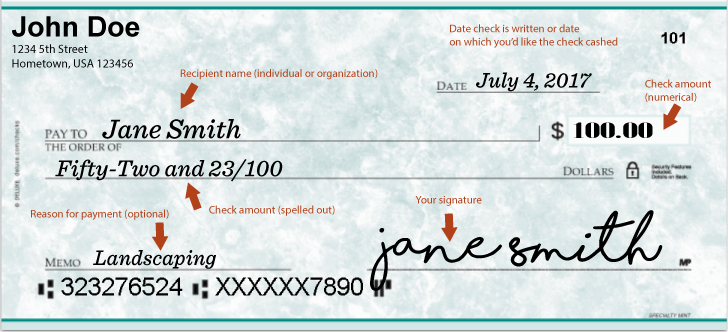 John Doe
1234 5th Street
Hometown, USA 123456
Date check is written or date
on which you'd like the check cashed
101
Recipient name (individual or organization)
DATE July 4, 2017
Check amount
(numerical)
PAY TO Jane Smith
THE ORDER OF
$ 100.00
Fifty-Two and 23/100
DOLLARS
Security Features
Included.
Details on Back.
Reason for payment (optional)
Check amount (spelled out)
Your signature
MEMO Landscaping
jane smith
MP
323276524 XXXXXX7890
SPECIALTY MINT
© DELUXE deluxe.com/checks